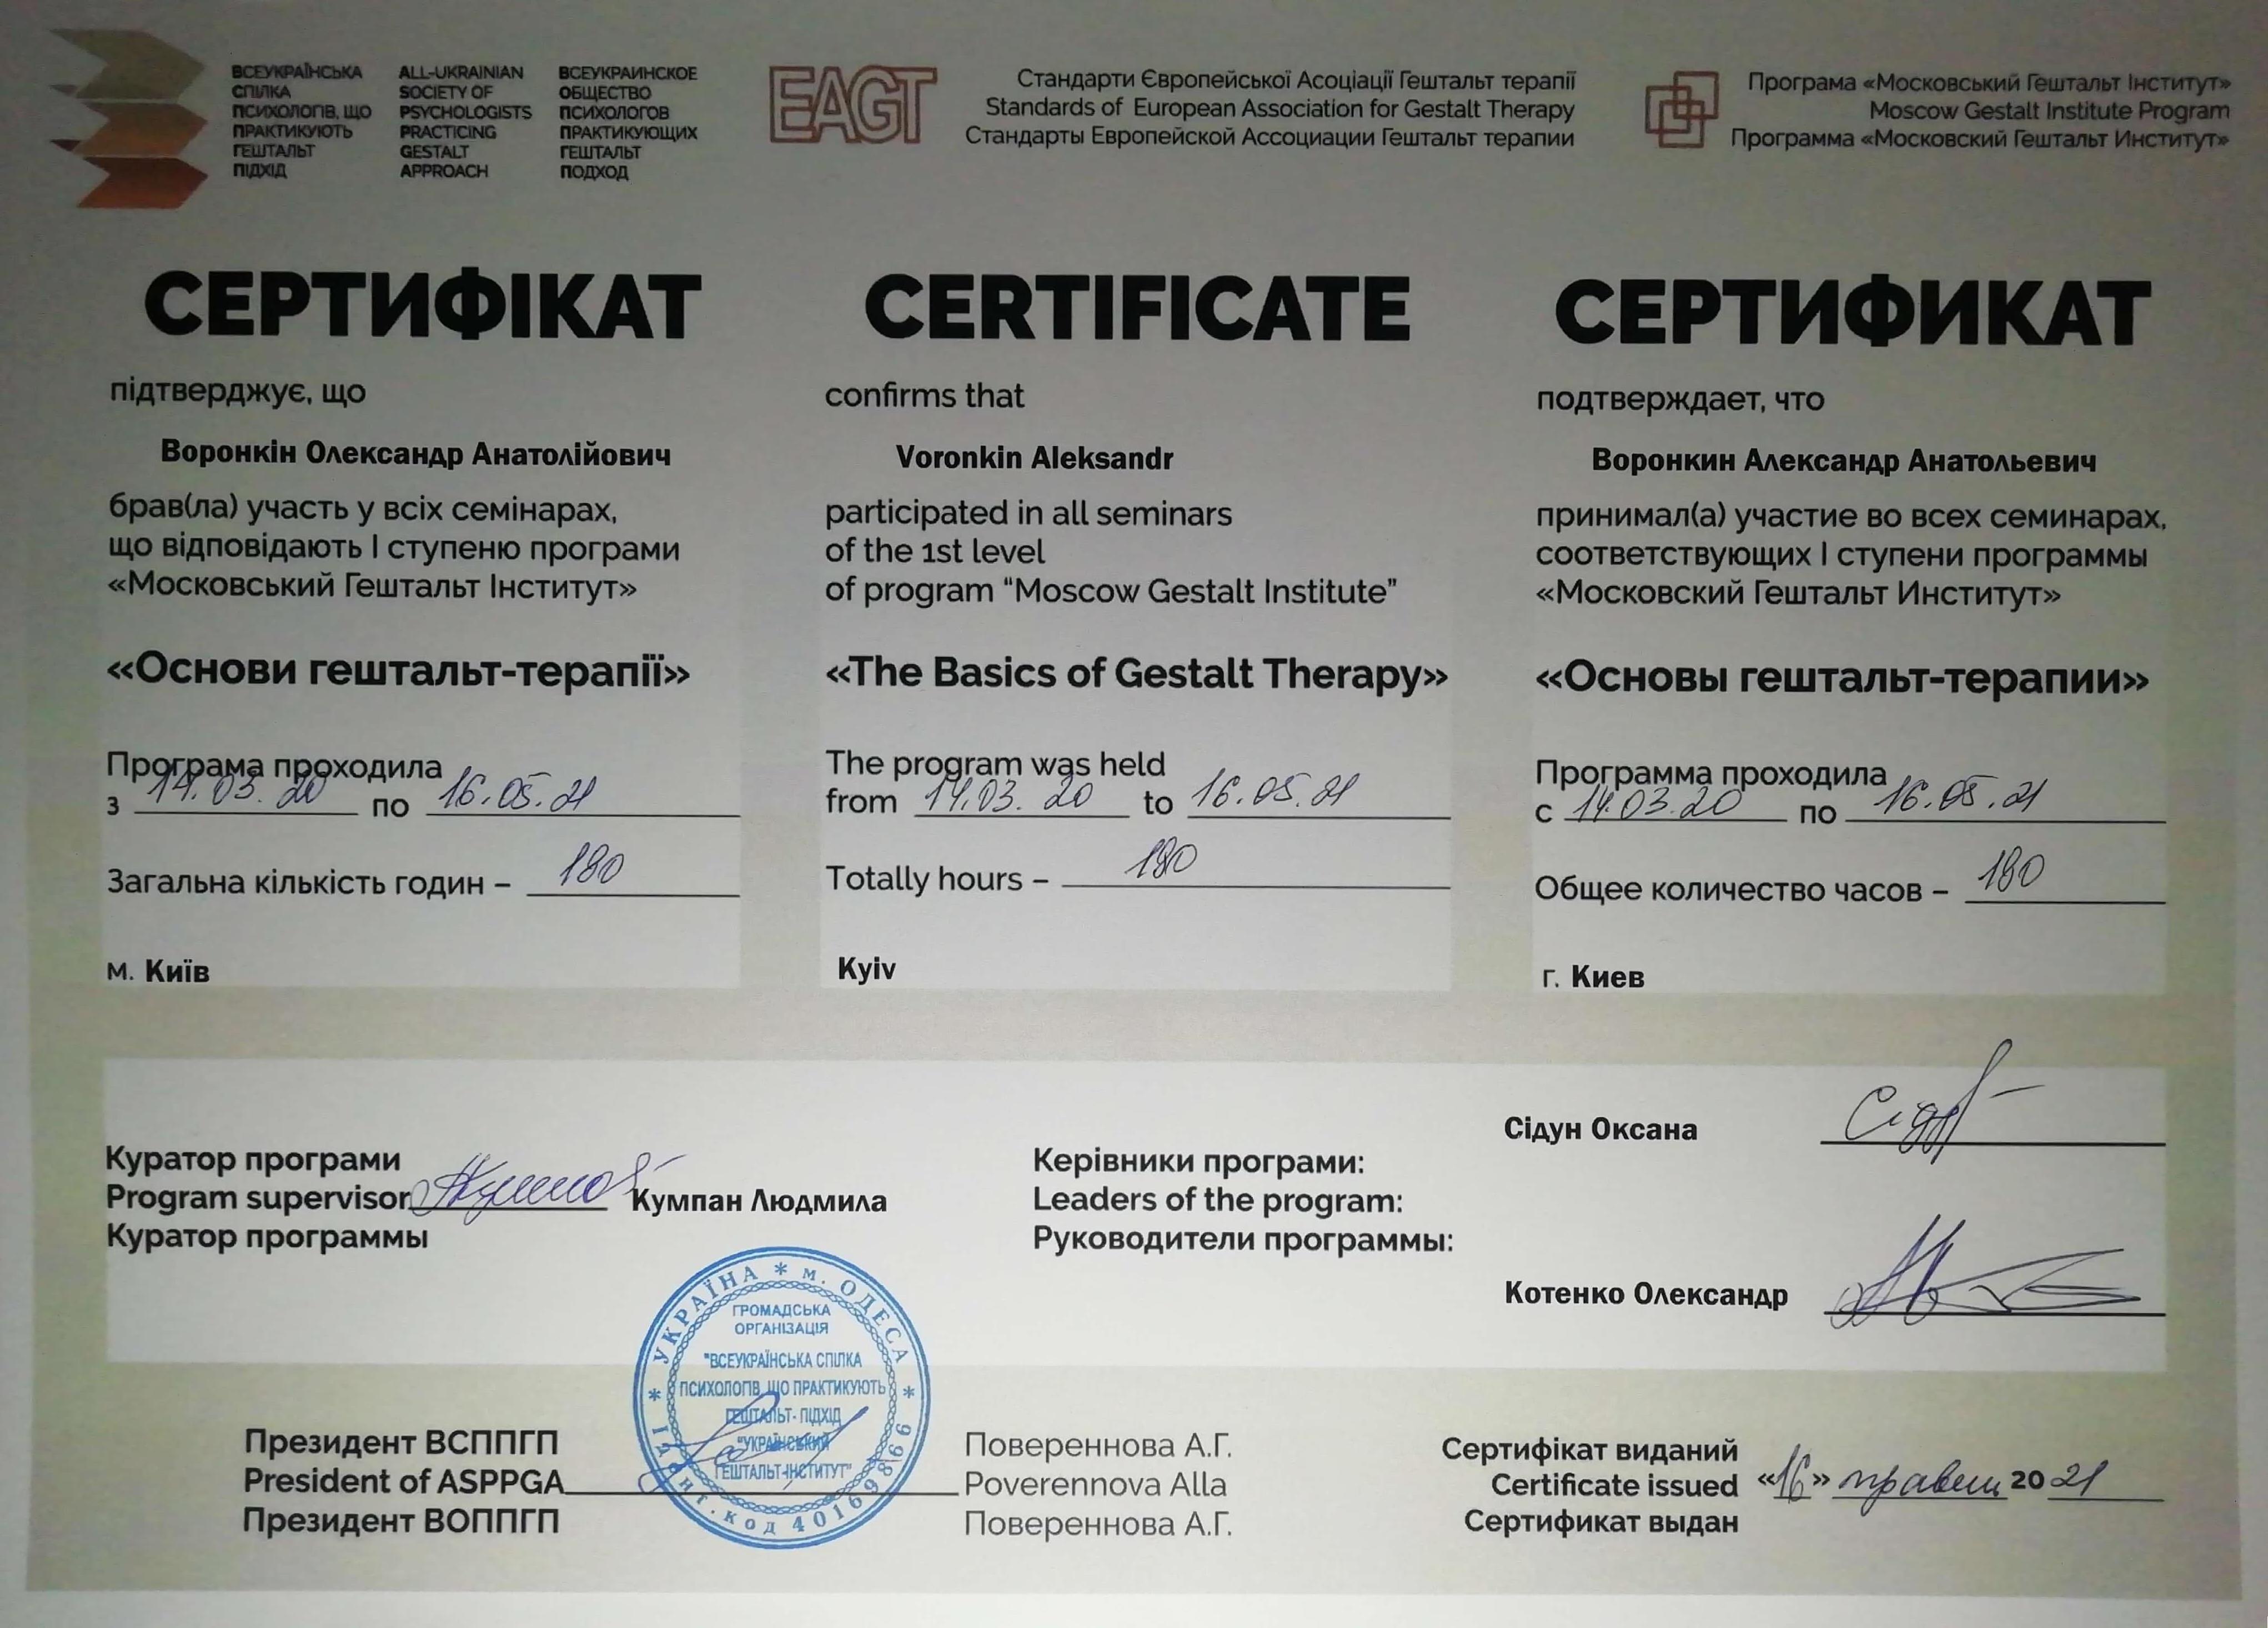 ВСЕУКРАЇНСЬКА
СПІЛКА
ПСИХОЛОГІВ, ЩО
ПРАКТИКУЮТЬ
ГЕШТАЛЬТ
ПІДХІД
ALL-UKRAINIAN
SOCIETY OF
PSYCHOLOGISTS
PRACTICING
GESTALT
APPROACH
ВСЕУКРАИНСКОЕ
ОБЩЕСТВО
ПСИХОЛОГОВ
ПРАКТИКУЮЩИХ
ГЕШТАЛЬТ
ПОДХОД
EAGT
Стандарти Європейської Асоціації Гештальт терапії
Standards of European Association for Gestalt Therapy
Стандарты Европейской Ассоциации Гештальт терапии
Програма «Московський Гештальт Інститут»
Moscow Gestalt Institute Program
Программа «Московский Гештальт Институт»
СЕРТИФІКАТ
підтверджує, що
Воронкін Олександр Анатолійович
брав(ла) участь у всіх семінарах,
що відповідають І ступеню програми
«Московський Гештальт Інститут»
«Основи гештальт-терапії»
Програма проходила
з 14.03.20 по 16.05.21
Загальна кількість годин – 180
м. Київ
CERTIFICATE
confirms that
Voronkin Aleksandr
participated in all seminars
of the 1st level
of program “Moscow Gestalt Institute”
«The Basics of Gestalt Therapy»
The program was held
from 14.03.20 to 16.05.21
Totally hours – 180
Kyiv
СЕРТИФИКАТ
подтверждает, что
Воронкин Александр Анатольевич
принимал(а) участие во всех семинарах,
соответствующих I ступени программы
«Московский Гештальт Институт»
«Основы гештальт-терапии»
Программа проходила
с 14.03.20 по 16.05.21
Общее количество часов – 180
г. Киев
Куратор програми
Program supervisor Кумпан Людмила
Куратор программы
Керівники програми:
Leaders of the program:
Руководители программы:
Сідун Оксана
Котенко Олександр
УКРАЇНА * м. ОДЕСА * Ідент. код 40169899 *
ГРОМАДСЬКА
ОРГАНІЗАЦІЯ
"ВСЕУКРАЇНСЬКА СПІЛКА
ПСИХОЛОГІВ, ЩО ПРАКТИКУЮТЬ
ГЕШТАЛЬТ- ПІДХІД
"УКРАЇНСЬКИЙ
ГЕШТАЛЬТ-ІНСТИТУТ"
Президент ВСППГП
President of ASPPGA
Президент ВОППГП
Повереннова А.Г.
Poverennova Alla
Повереннова А.Г.
Сертифікат виданий
Certificate issued «16» травня 2021
Сертификат выдан